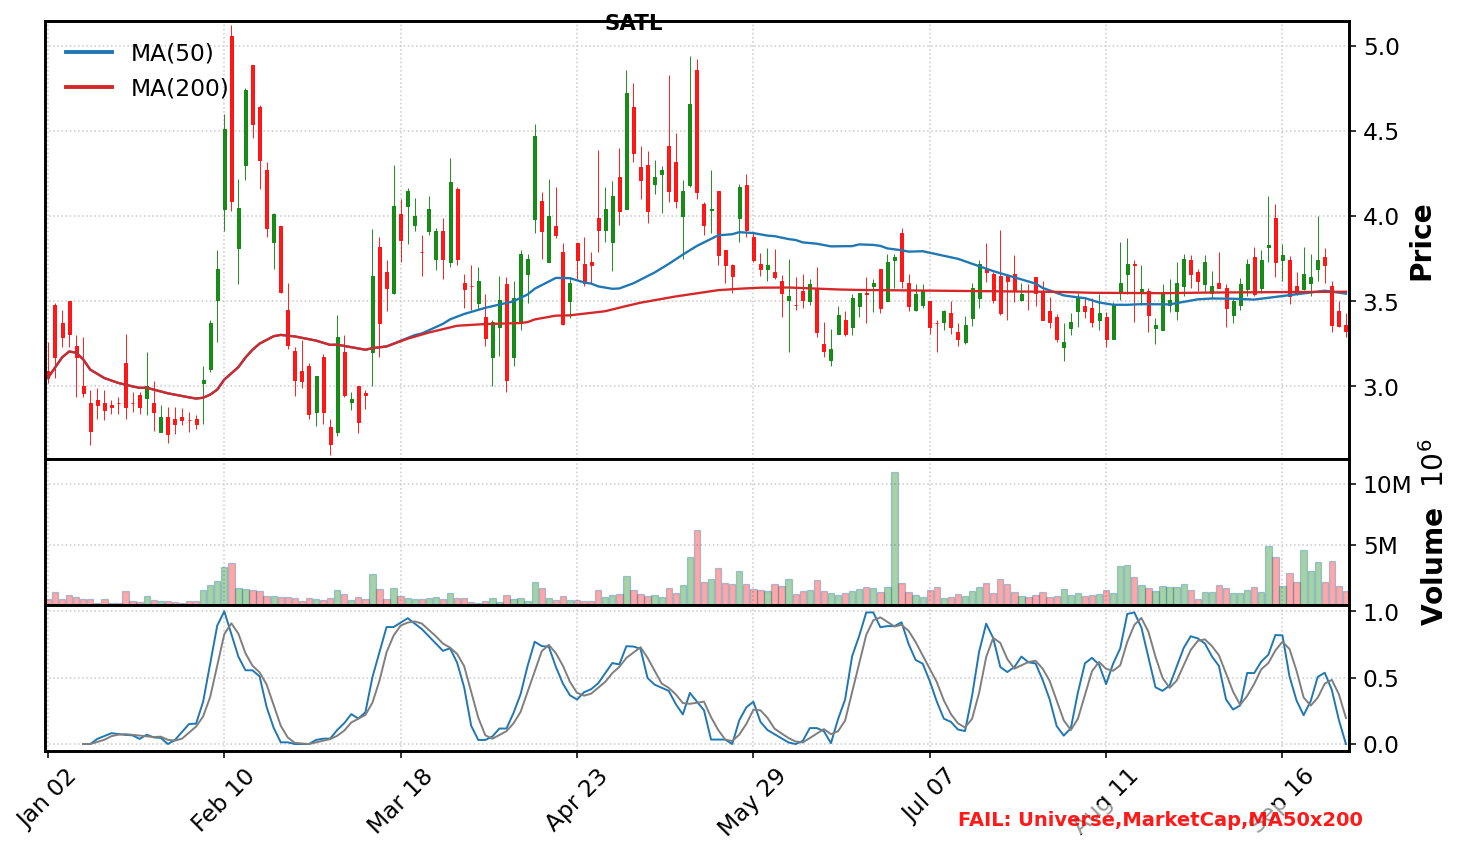 SATL
MA(50)
MA(200)
5.0
4.5
4.0
3.5
3.0
Price
10M
5M
Volume 10^6
1.0
0.5
0.0
Jan 02
Feb 10
Mar 18
Apr 23
May 29
Jul 07
Aug 11
Sep 16
FAIL: Universe,MarketCap,MA50x200